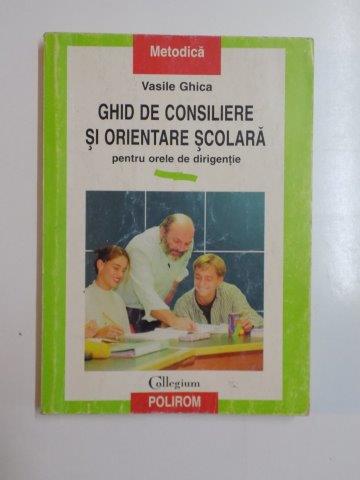 Metodică
Vasile Ghica
GHID DE CONSILIERE
ŞI ORIENTARE ŞCOLARĂ
pentru orele de dirigenţie
Collegium
POLIROM